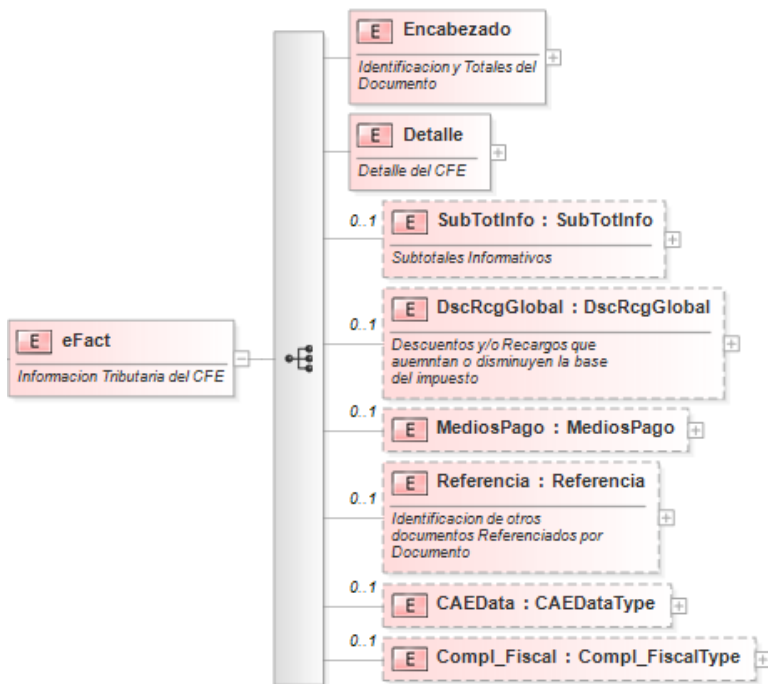 E Encabezado
Identificacion y Totales del
Documento
E Detalle
Detalle del CFE
0..1
E SubTotInfo : SubTotInfo
Subtotales Informativos
0..1
E DscRcgGlobal : DscRcgGlobal
Descuentos y/o Recargos que
auemntan o disminuyen la base
del impuesto
E eFact
Informacion Tributaria del CFE
0..1
E MediosPago : MediosPago
0..1
E Referencia : Referencia
Identificacion de otros
documentos Referenciados por
Documento
0..1
E CAEData : CAEDataType
0..1
E Compl_Fiscal : Compl_FiscalType